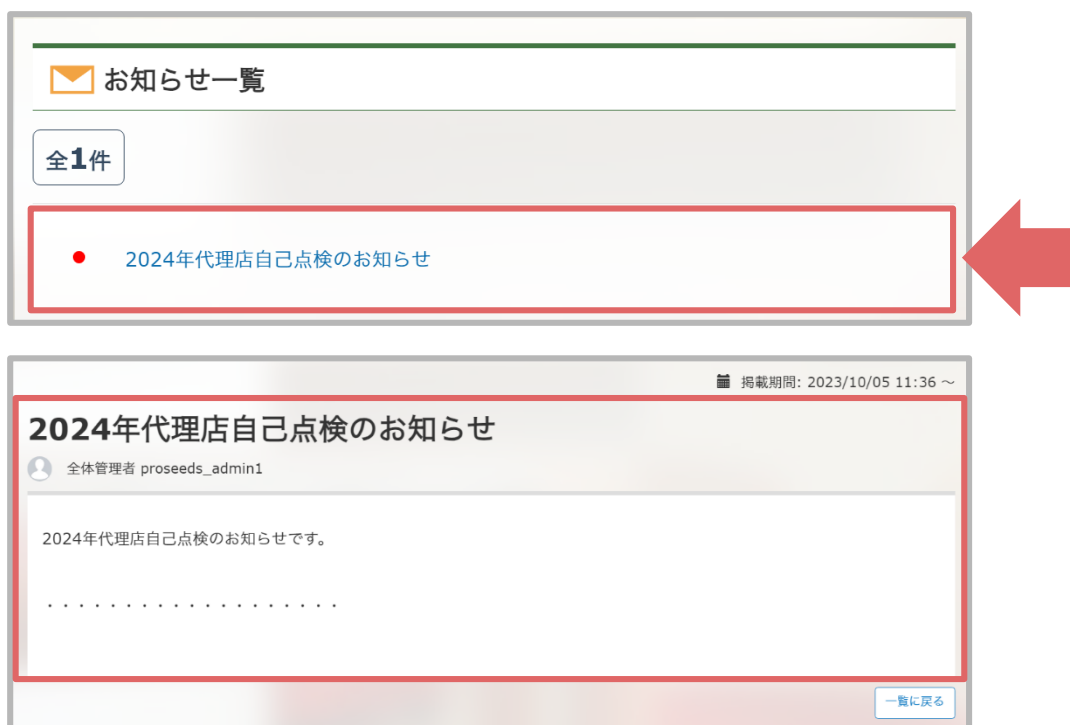 お知らせ一覧
全1件
2024年代理店自己点検のお知らせ
掲載期間: 2023/10/05 11:36 ～
2024年代理店自己点検のお知らせ
全体管理者 proseeds_admin1
2024年代理店自己点検のお知らせです。
・・・・・・・・・・・・・・・・・・・
一覧に戻る